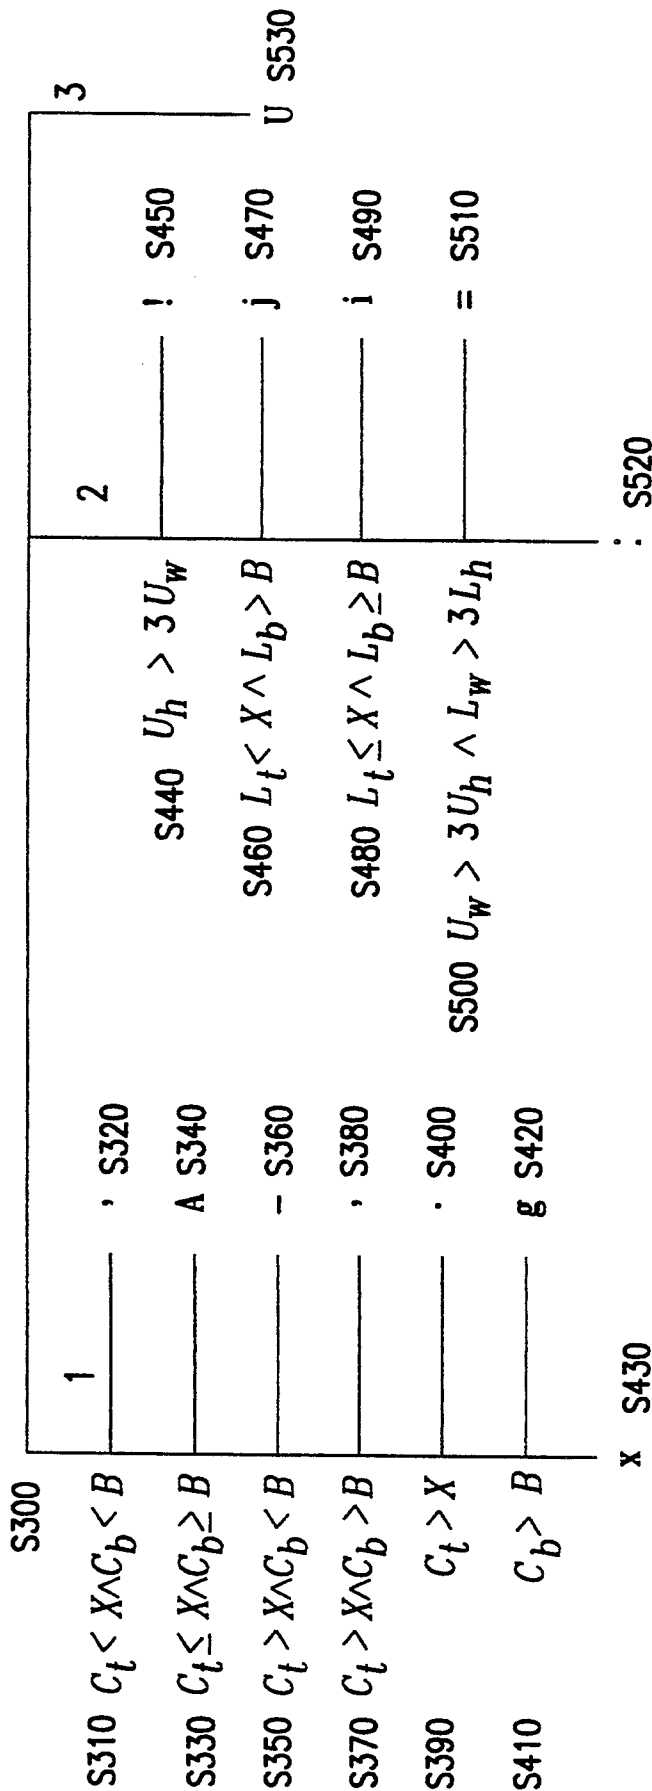 S300
1
2
3
S310 C_t < X∧C_b < B
, S320
S330 C_t ≤ X∧C_b ≥ B
A S340
S350 C_t > X∧C_b < B
– S360
S370 C_t > X∧C_b > B
, S380
S390 C_t > X
. S400
S410 C_b > B
g S420
x S430
S440 U_h > 3U_w
! S450
S460 L_t < X ∧ L_b > B
j S470
S480 L_t ≤ X ∧ L_b ≥ B
i S490
S500 U_w > 3U_h ∧ L_w > 3L_h
= S510
: S520
U S530